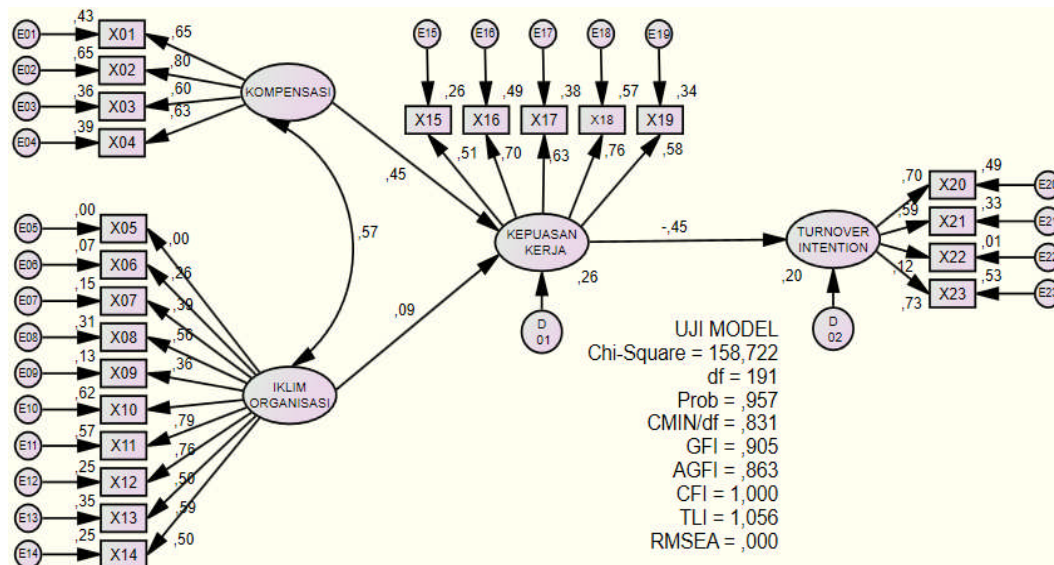 ,43
E01
X01
,65
,65
E02
X02
,80
,36
E03
X03
,60
,39
E04
X04
,63
KOMPENSASI
E15
E16
E17
E18
E19
,26
,49
,38
,57
,34
X15
X16
X17
X18
X19
,51
,70
,63
,76
,58
,45
,57
,09
KEPUASAN
KERJA
,26
D
01
-,45
TURNOVER
INTENTION
,20
D
02
,70
X20
,49
E20
,59
X21
,33
E21
,12
X22
,01
E22
,73
X23
,53
E23
,00
E05
X05
,00
,07
E06
X06
,26
,15
E07
X07
,39
,31
E08
X08
,56
,13
E09
X09
,36
,62
E10
X10
,79
,57
E11
X11
,76
,25
E12
X12
,50
,35
E13
X13
,59
,25
E14
X14
,50
IKLIM
ORGANISASI
UJI MODEL
Chi-Square = 158,722
df = 191
Prob = ,957
CMIN/df = ,831
GFI = ,905
AGFI = ,863
CFI = 1,000
TLI = 1,056
RMSEA = ,000